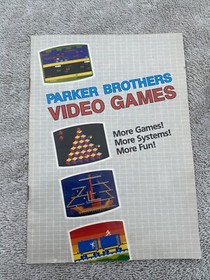 PARKER BROTHERS
VIDEO GAMES
More Games!
More Systems!
More Fun!